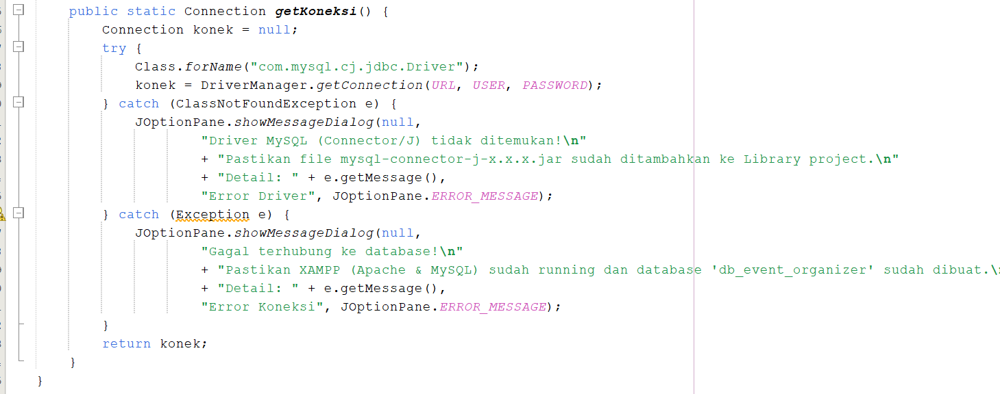 public static Connection getKoneksi() {
Connection konek = null;
try {
Class.forName("com.mysql.cj.jdbc.Driver");
konek = DriverManager.getConnection(URL, USER, PASSWORD);
} catch (ClassNotFoundException e) {
JOptionPane.showMessageDialog(null,
"Driver MySQL (Connector/J) tidak ditemukan!\n"
+ "Pastikan file mysql-connector-j-x.x.x.jar sudah ditambahkan ke Library project.\n"
+ "Detail: " + e.getMessage(),
"Error Driver", JOptionPane.ERROR_MESSAGE);
} catch (Exception e) {
JOptionPane.showMessageDialog(null,
"Gagal terhubung ke database!\n"
+ "Pastikan XAMPP (Apache & MySQL) sudah running dan database 'db_event_organizer' sudah dibuat.\
+ "Detail: " + e.getMessage(),
"Error Koneksi", JOptionPane.ERROR_MESSAGE);
}
return konek;
}
}